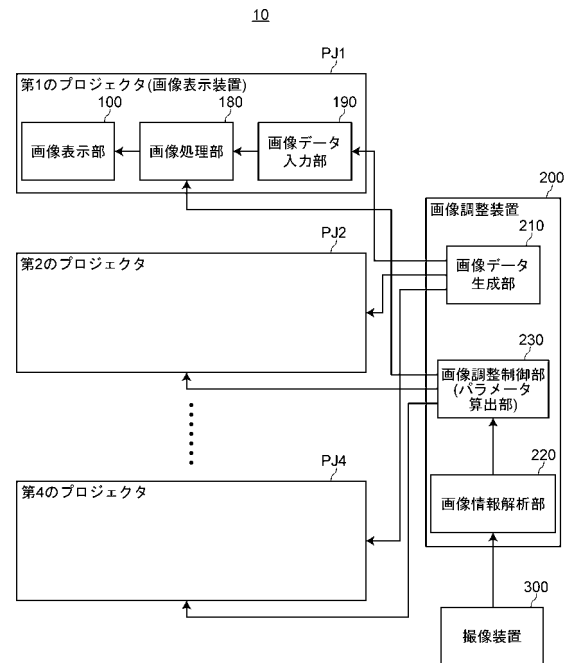 10
PJ1
第1のプロジェクタ(画像表示装置)
100
180
190
画像表示部
画像処理部
画像データ
入力部
200
画像調整装置
210
画像データ
生成部
PJ2
第2のプロジェクタ
230
画像調整制御部
(パラメータ
算出部)
PJ4
第4のプロジェクタ
220
画像情報解析部
300
撮像装置